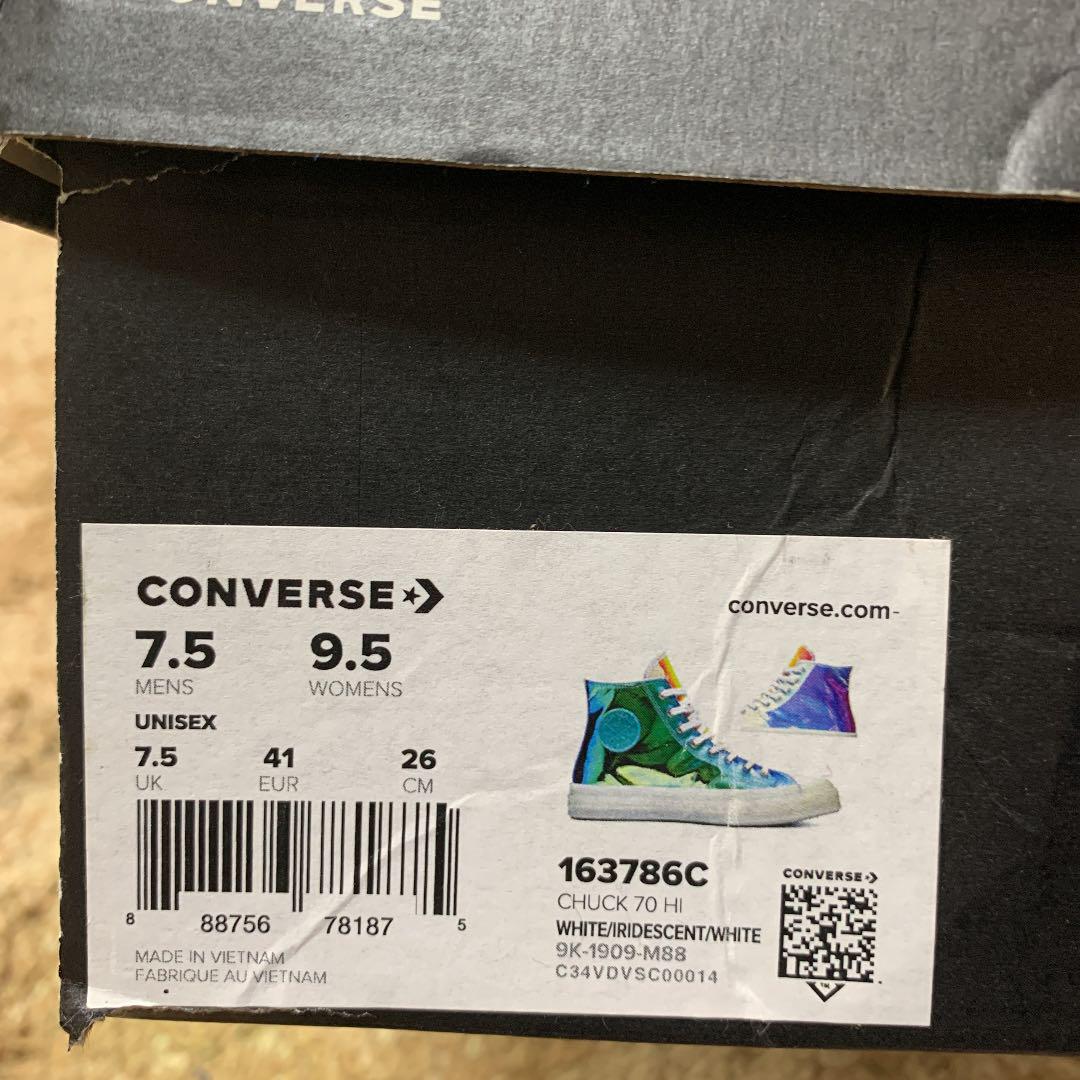 CONVERSE
CONVERSE
converse.com-
7.5 9.5
MENS WOMENS
UNISEX
7.5 41 26
UK EUR CM
8 88756 78187 5
MADE IN VIETNAM
FABRIQUE AU VIETNAM
163786C
CHUCK 70 HI
WHITE/IRIDESCENT/WHITE
9K-1909-M88
C34VDVSC00014
CONVERSE
TM